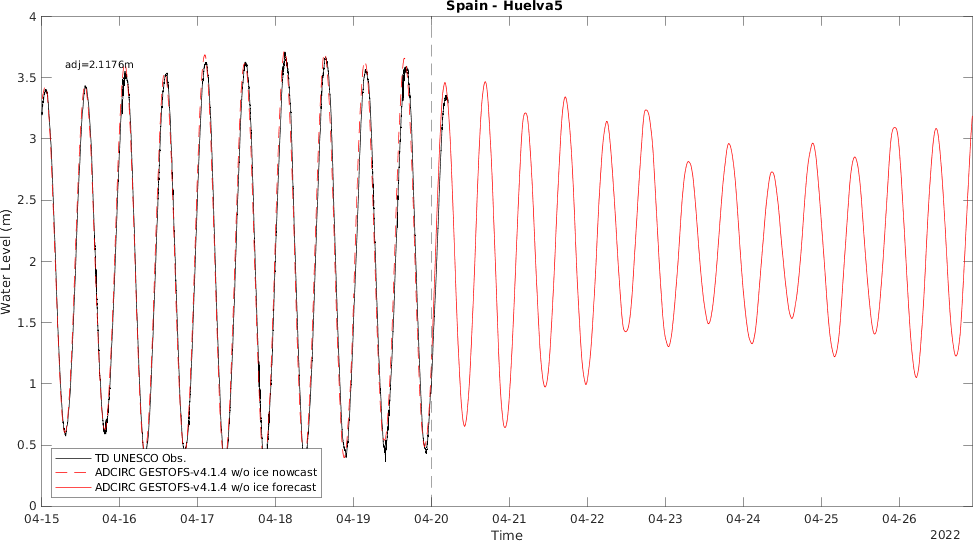 Spain - Huelva5
4
adj=2.1176m
3.5
3
2.5
2
1.5
1
0.5
0
Water Level (m)
TD UNESCO Obs.
ADCIRC GESTOFS-v4.1.4 w/o ice nowcast
ADCIRC GESTOFS-v4.1.4 w/o ice forecast
04-15 04-16 04-17 04-18 04-19 04-20 04-21 04-22 04-23 04-24 04-25 04-26
Time
2022